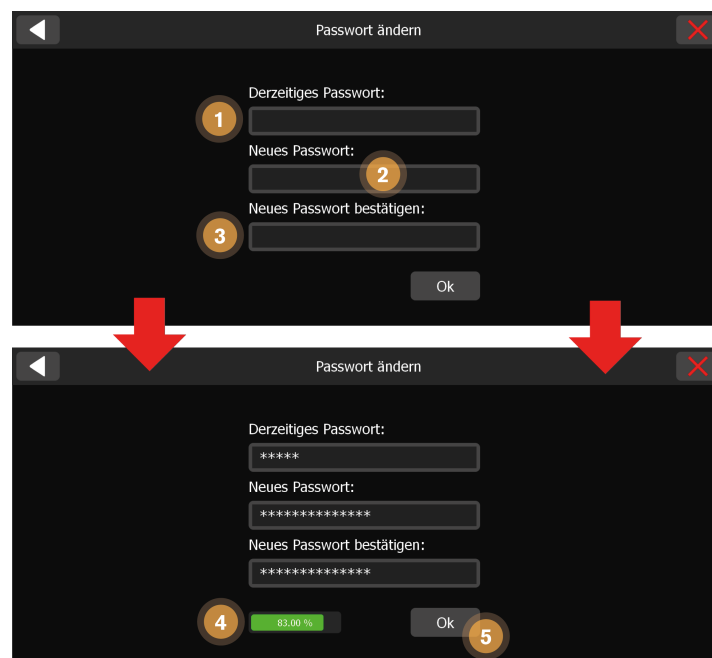 Passwort ändern
Derzeitiges Passwort:
1
Neues Passwort:
2
Neues Passwort bestätigen:
3
Ok
Passwort ändern
Derzeitiges Passwort:
*****
Neues Passwort:
**************
Neues Passwort bestätigen:
**************
4 83.00 % Ok 5